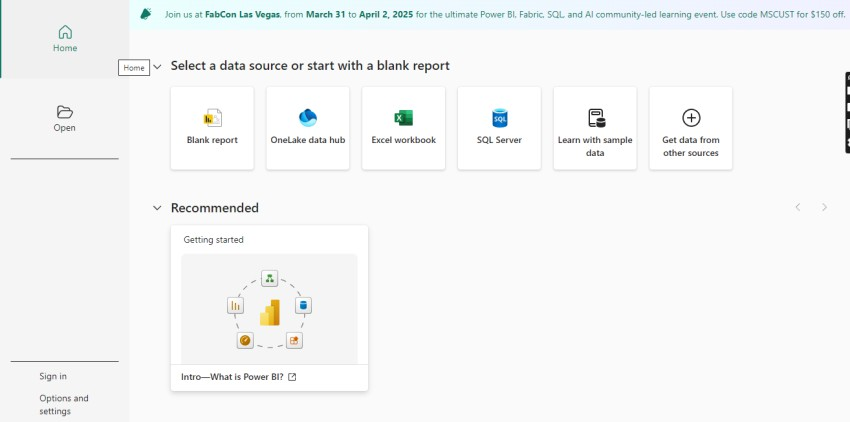 Join us at FabCon Las Vegas, from March 31 to April 2, 2025 for the ultimate Power BI, Fabric, SQL, and AI community-led learning event. Use code MSCUST for $150 off.
Home
Home
Select a data source or start with a blank report
Open
Blank report
OneLake data hub
Excel workbook
SQL
SQL Server
Learn with sample
data
Get data from
other sources
Recommended
Getting started
Intro—What is Power BI?
Sign in
Options and
settings